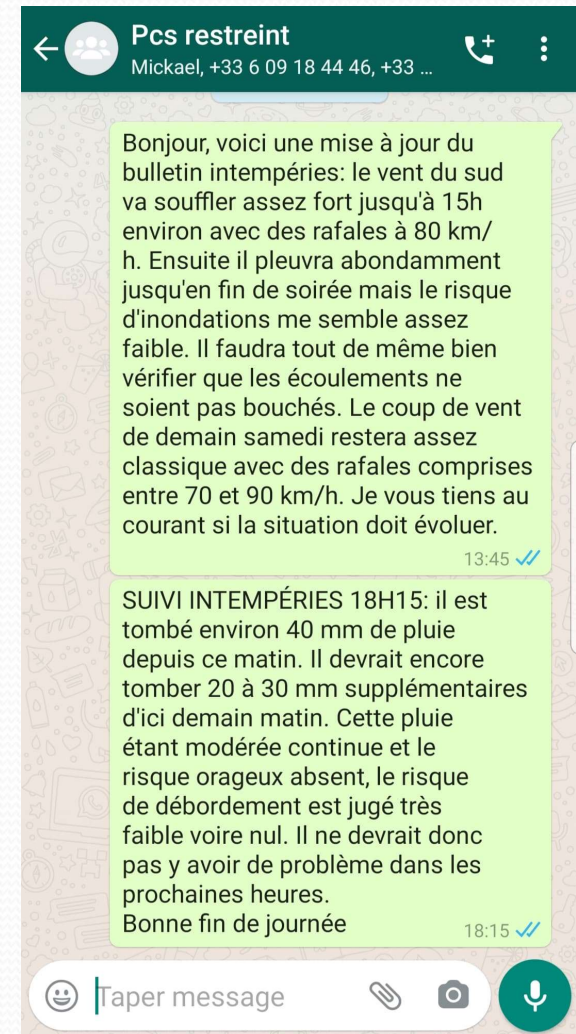 Pcs restreint
Mickael, +33 6 09 18 44 46, +33 ...
Bonjour, voici une mise à jour du
bulletin intempéries: le vent du sud
va souffler assez fort jusqu'à 15h
environ avec des rafales à 80 km/
h. Ensuite il pleuvra abondamment
jusqu'en fin de soirée mais le risque
d'inondations me semble assez
faible. Il faudra tout de même bien
vérifier que les écoulements ne
soient pas bouchés. Le coup de vent
de demain samedi restera assez
classique avec des rafales comprises
entre 70 et 90 km/h. Je vous tiens au
courant si la situation doit évoluer.
13:45
SUIVI INTEMPÉRIES 18H15: il est
tombé environ 40 mm de pluie
depuis ce matin. Il devrait encore
tomber 20 à 30 mm supplémentaires
d'ici demain matin. Cette pluie
étant modérée continue et le
risque orageux absent, le risque
de débordement est jugé très
faible voire nul. Il ne devrait donc
pas y avoir de problème dans les
prochaines heures.
Bonne fin de journée
18:15
Taper message